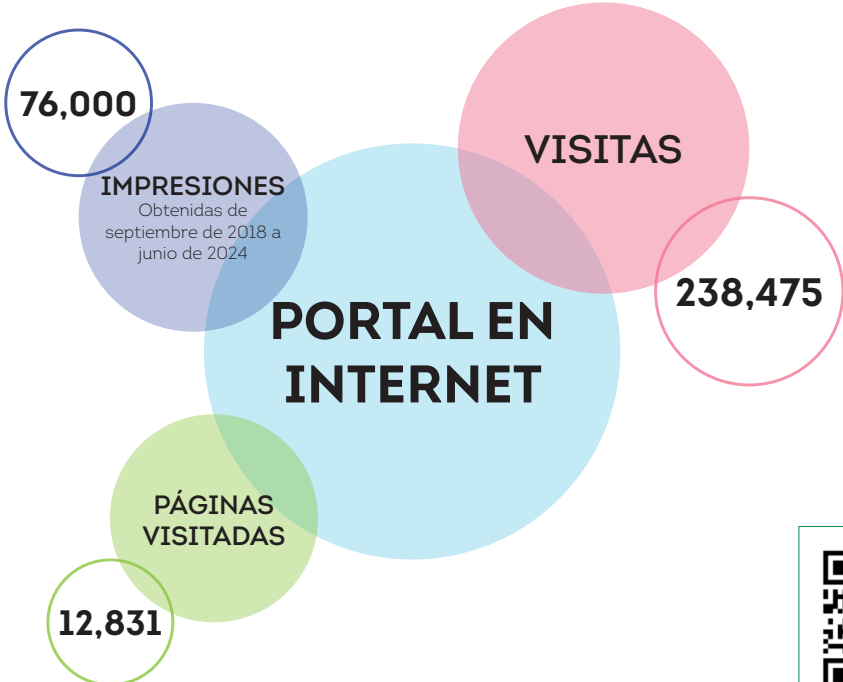 76,000
IMPRESIONES
Obtenidas de
septiembre de 2018 a
junio de 2024
VISITAS
238,475
PORTAL EN
INTERNET
PÁGINAS
VISITADAS
12,831